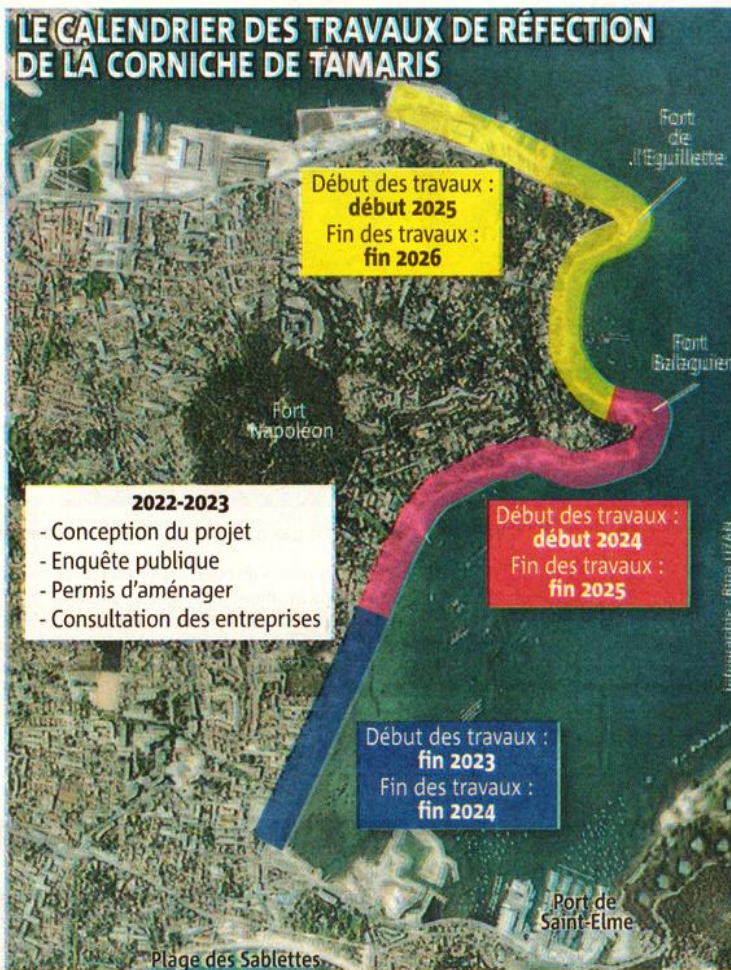 LE CALENDRIER DES TRAVAUX DE RÉFECTION
DE LA CORNICHE DE TAMARIS
Fort
de
l'Eguillette
Début des travaux :
début 2025
Fin des travaux :
fin 2026
Fort
Balaguier
Fort
Napoléon
2022-2023
- Conception du projet
- Enquête publique
- Permis d'aménager
- Consultation des entreprises
Début des travaux :
début 2024
Fin des travaux :
fin 2025
Début des travaux :
fin 2023
Fin des travaux :
fin 2024
Port de
Saint-Elme
Plage des Sablettes
Infographie : Rina